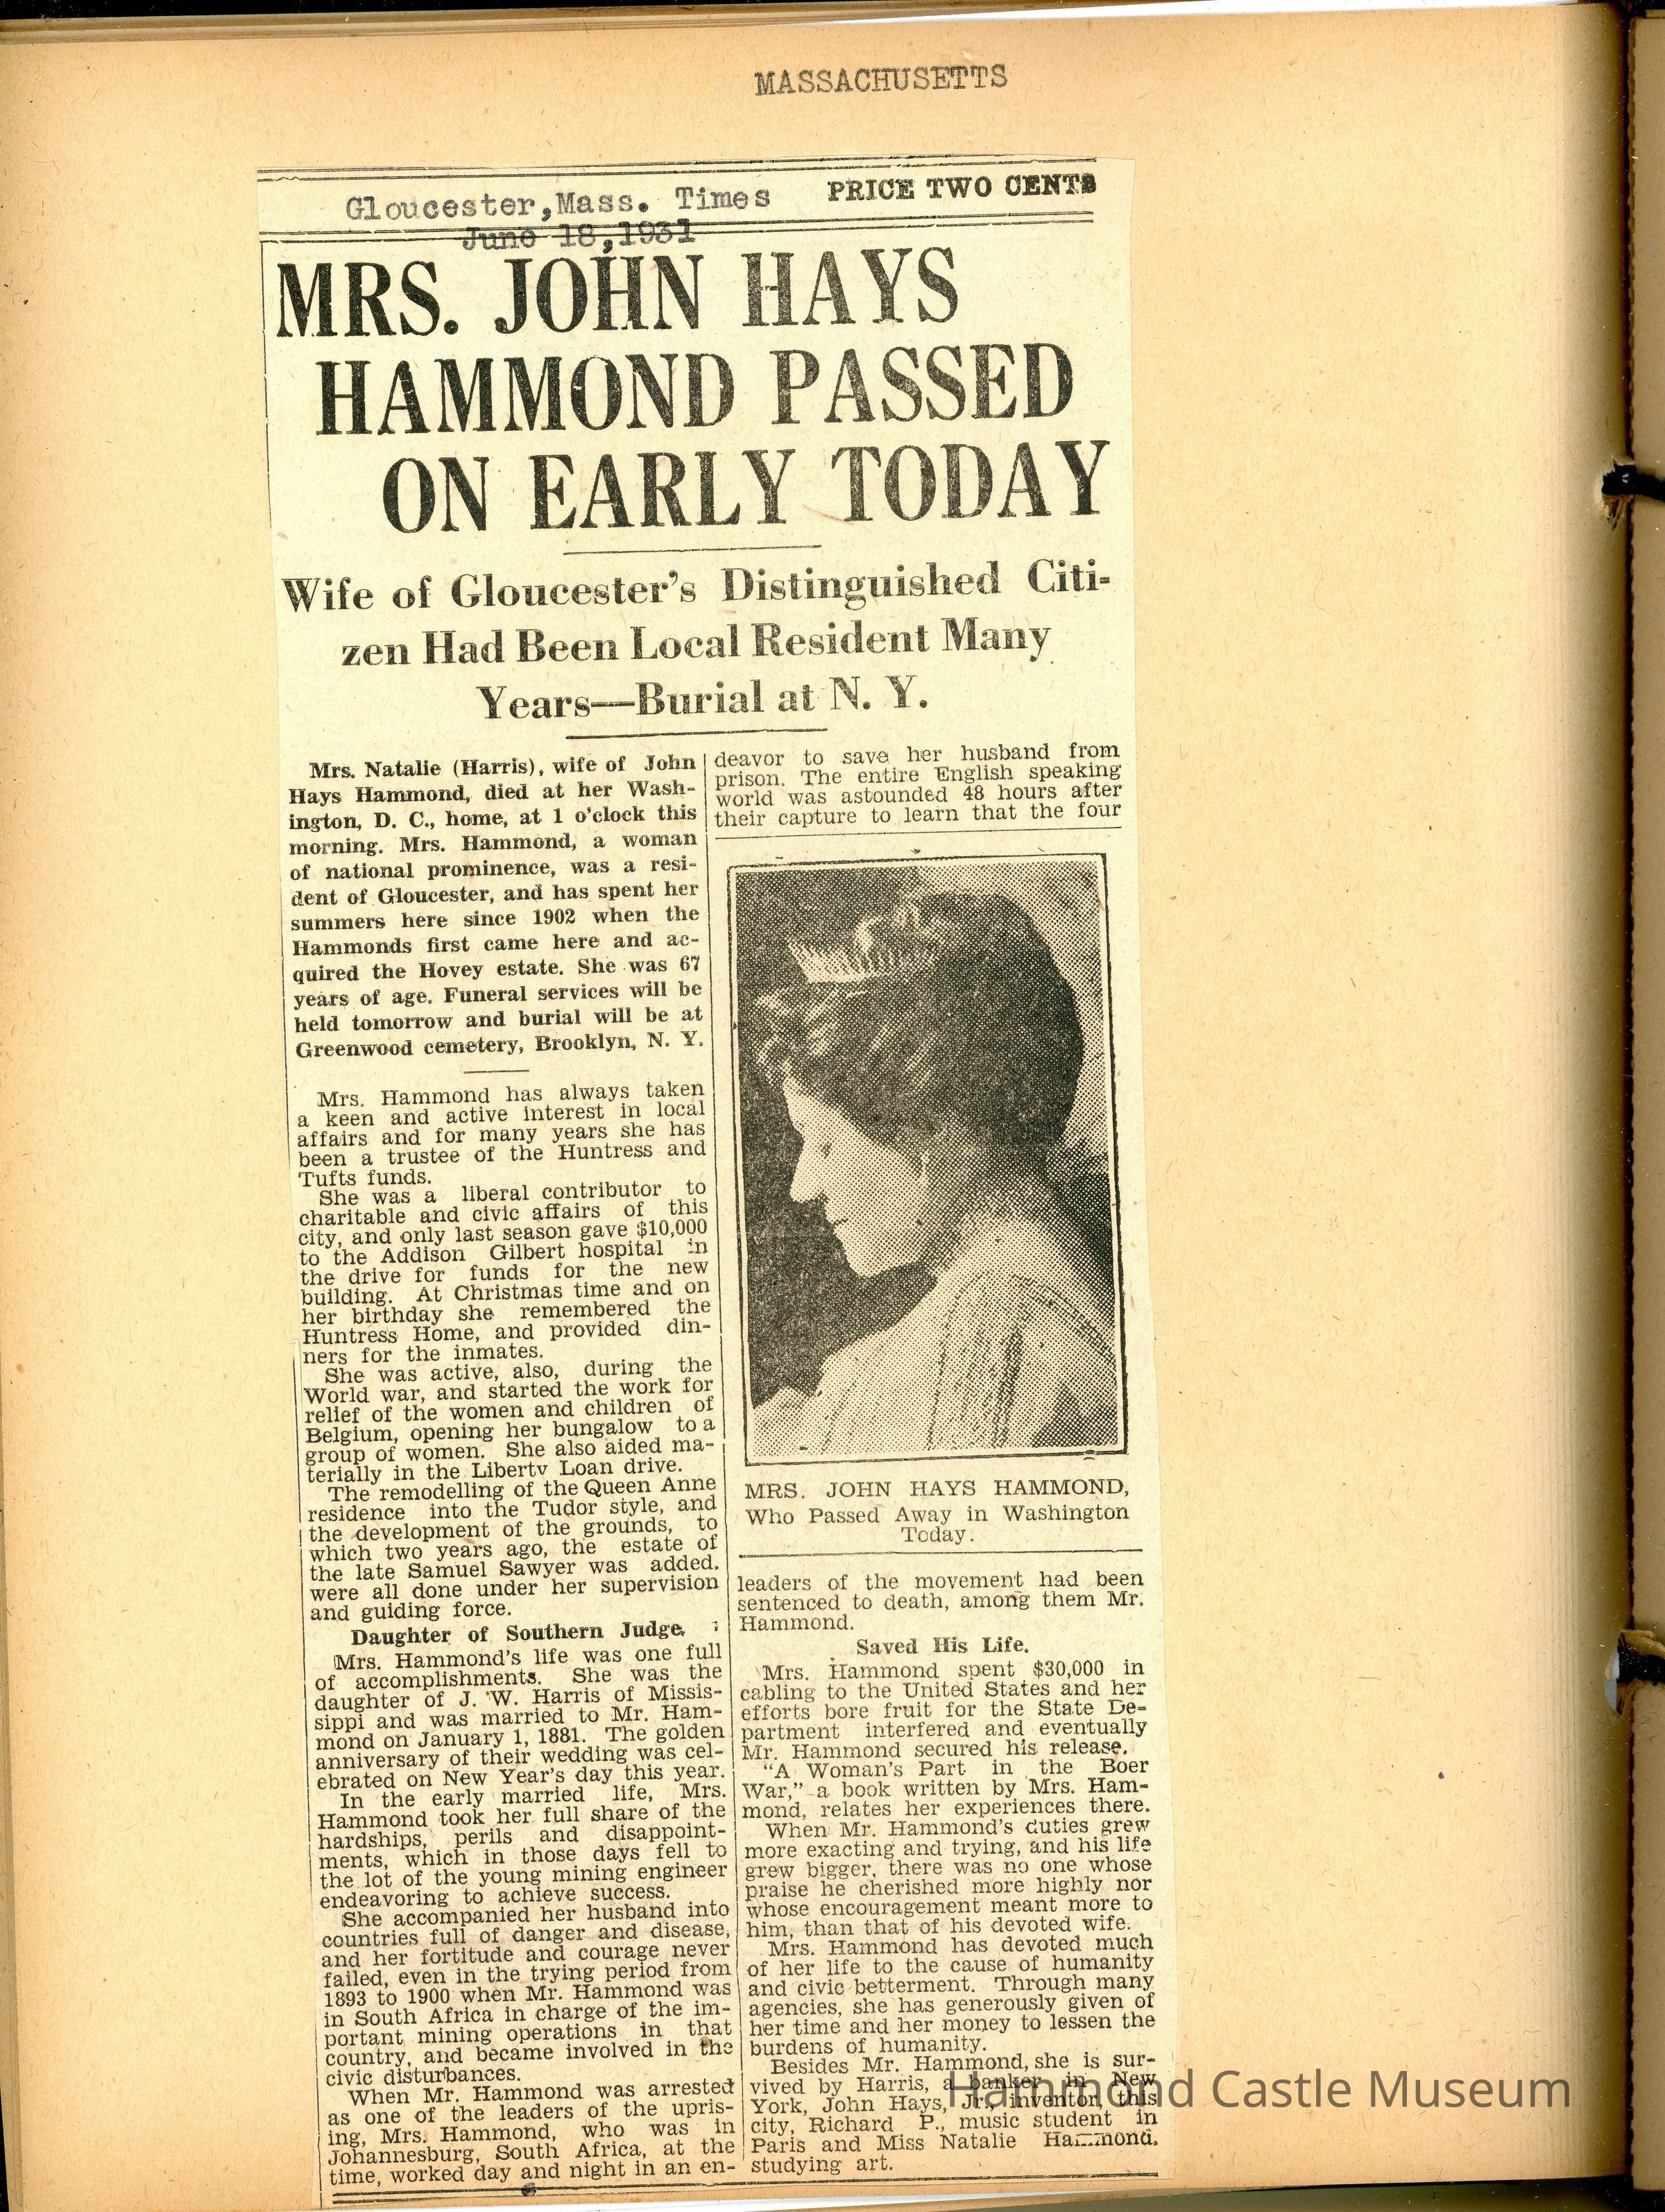 MASSACHUSETTS
Gloucester,Mass. Times
June 18,1931
PRICE TWO CENTS
MRS. JOHN HAYS
HAMMOND PASSED
ON EARLY TODAY
Wife of Gloucester's Distinguished Citi-
zen Had Been Local Resident Many
Years—Burial at N. Y.
Mrs. Natalie (Harris), wife of John
Hays Hammond, died at her Wash-
ington, D. C., home, at 1 o'clock this
morning. Mrs. Hammond, a woman
of national prominence, was a resi-
dent of Gloucester, and has spent her
summers here since 1902 when the
Hammonds first came here and ac-
quired the Hovey estate. She was 67
years of age. Funeral services will be
held tomorrow and burial will be at
Greenwood cemetery, Brooklyn, N. Y.
Mrs. Hammond has always taken
a keen and active interest in local
affairs and for many years she has
been a trustee of the Huntress and
Tufts funds.
She was a liberal contributor to
charitable and civic affairs of this
city, and only last season gave $10,000
to the Addison Gilbert hospital in
the drive for funds for the new
building. At Christmas time and on
her birthday she remembered the
Huntress Home, and provided din-
ners for the inmates.
She was active, also, during the
World war, and started the work for
relief of the women and children of
Belgium, opening her bungalow to a
group of women. She also aided ma-
terially in the Liberty Loan drive.
The remodelling of the Queen Anne
residence into the Tudor style, and
the development of the grounds, to
which two years ago, the estate of
the late Samuel Sawyer was added,
were all done under her supervision
and guiding force.
Daughter of Southern Judge.
Mrs. Hammond's life was one full
of accomplishments. She was the
daughter of J. W. Harris of Missis-
sippi and was married to Mr. Ham-
mond on January 1, 1881. The golden
anniversary of their wedding was cel-
ebrated on New Year's day this year.
In the early married life, Mrs.
Hammond took her full share of the
hardships, perils and disappoint-
ments, which in those days fell to
the lot of the young mining engineer
endeavoring to achieve success.
She accompanied her husband into
countries full of danger and disease,
and her fortitude and courage never
failed, even in the trying period from
1893 to 1900 when Mr. Hammond was
in South Africa in charge of the im-
portant mining operations in that
country, and became involved in the
civic disturbances.
When Mr. Hammond was arrested
as one of the leaders of the upris-
ing, Mrs. Hammond, who was in
Johannesburg, South Africa, at the
time, worked day and night in an en-
deavor to save her husband from
prison. The entire English speaking
world was astounded 48 hours after
their capture to learn that the four
MRS. JOHN HAYS HAMMOND,
Who Passed Away in Washington
Today.
leaders of the movement had been
sentenced to death, among them Mr.
Hammond.
Saved His Life.
Mrs. Hammond spent $30,000 in
cabling to the United States and her
efforts bore fruit for the State De-
partment interfered and eventually
Mr. Hammond secured his release.
"A Woman's Part in the Boer
War," a book written by Mrs. Ham-
mond, relates her experiences there.
When Mr. Hammond's duties grew
more exacting and trying, and his life
grew bigger, there was no one whose
praise he cherished more highly nor
whose encouragement meant more to
him, than that of his devoted wife.
Mrs. Hammond has devoted much
of her life to the cause of humanity
and civic betterment. Through many
agencies, she has generously given of
her time and her money to lessen the
burdens of humanity.
Besides Mr. Hammond, she is sur-
vived by Harris, a banker in New
York, John Hays, Jr., inventor, this
city, Richard P., music student in
Paris and Miss Natalie Hammond,
studying art.
Hammond Castle Museum